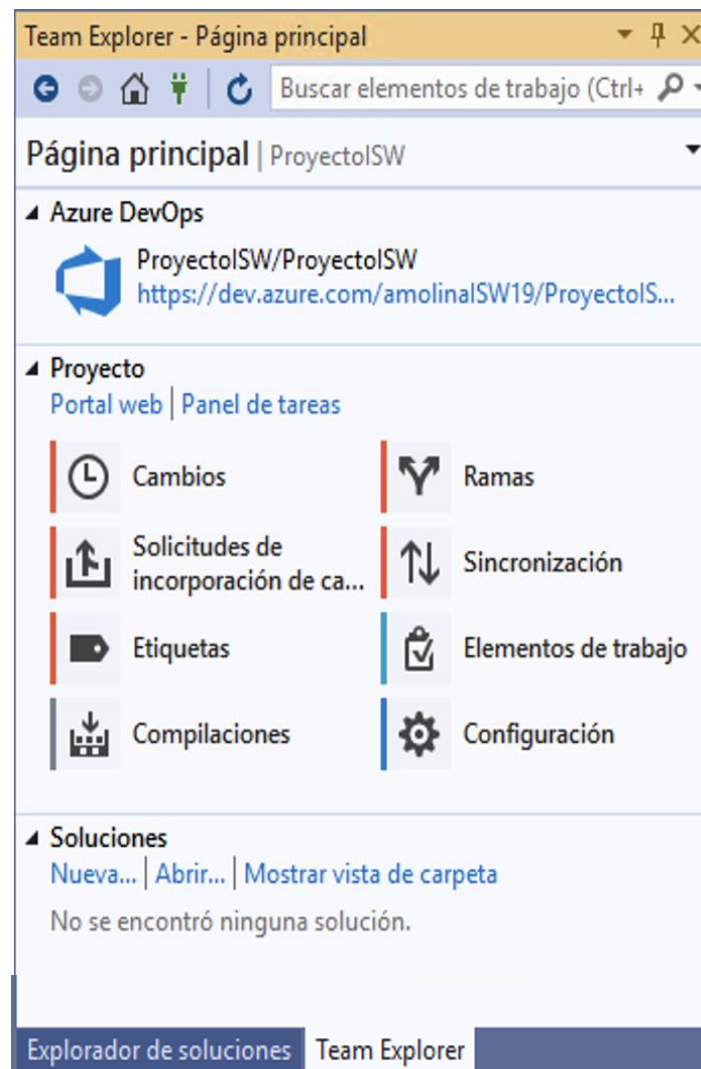 Team Explorer - Página principal
Buscar elementos de trabajo (Ctrl+
Página principal | ProyectoISW
Azure DevOps
ProyectoISW/ProyectoISW
https://dev.azure.com/amolinaISW19/ProyectoIS...
Proyecto
Portal web | Panel de tareas
Cambios
Ramas
Solicitudes de
incorporación de ca...
Sincronización
Etiquetas
Elementos de trabajo
Compilaciones
Configuración
Soluciones
Nueva... | Abrir... | Mostrar vista de carpeta
No se encontró ninguna solución.
Explorador de soluciones
Team Explorer